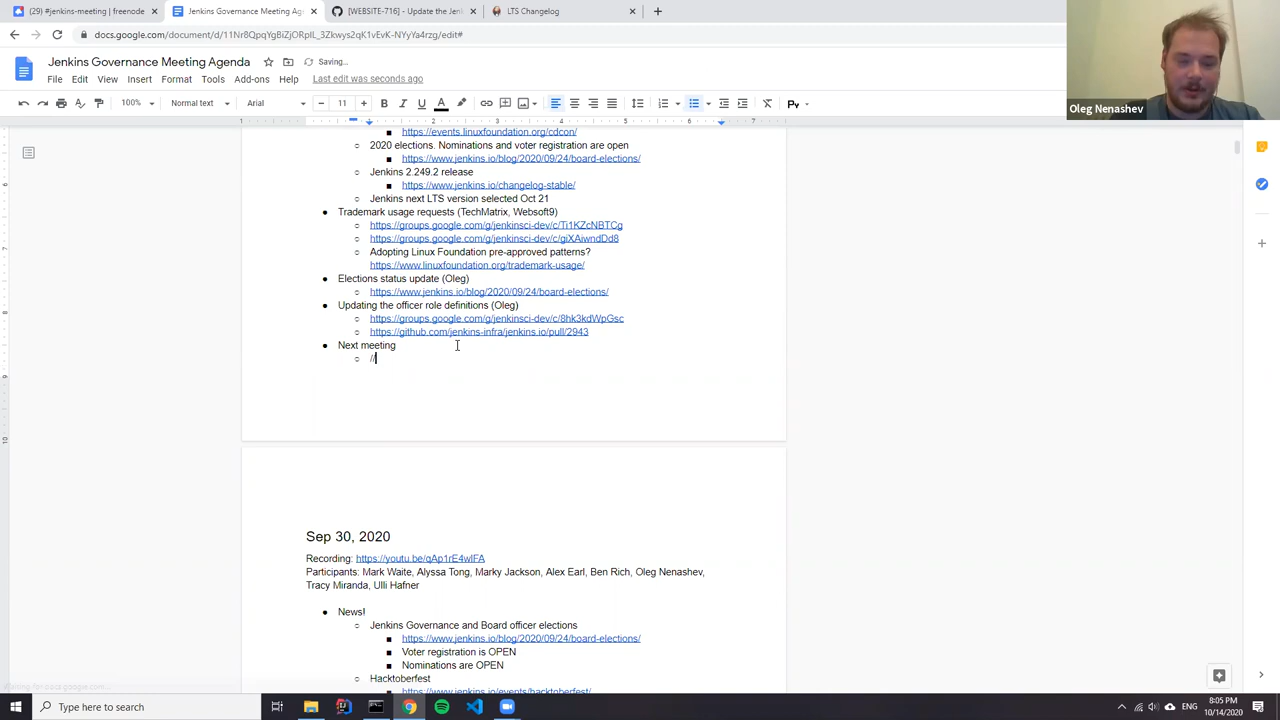 (29) #jenkins-meeting | freenode
Jenkins Governance Meeting Age
[WEBSITE-716] - Update the Jen
LTS Changelog
docs.google.com/document/d/11Nr8QpqYgBiZjORplL_3Zkwys2qK1vEvK-NYyYa4rzg/edit#
Oleg Nenashev
Jenkins Governance Meeting Agenda
Saving...
File Edit View Insert Format Tools Add-ons Help Last edit was seconds ago
100% Normal text Arial 11
https://events.linuxfoundation.org/cdcon/
2020 elections. Nominations and voter registration are open
https://www.jenkins.io/blog/2020/09/24/board-elections/
Jenkins 2.249.2 release
https://www.jenkins.io/changelog-stable/
Jenkins next LTS version selected Oct 21
Trademark usage requests (TechMatrix, Websoft9)
https://groups.google.com/g/jenkinsci-dev/c/Ti1KZcNBTCg
https://groups.google.com/g/jenkinsci-dev/c/giXAiwndDd8
Adopting Linux Foundation pre-approved patterns?
https://www.linuxfoundation.org/trademark-usage/
Elections status update (Oleg)
https://www.jenkins.io/blog/2020/09/24/board-elections/
Updating the officer role definitions (Oleg)
https://groups.google.com/g/jenkinsci-dev/c/8hk3kdWpGsc
https://github.com/jenkins-infra/jenkins.io/pull/2943
Next meeting
//
Sep 30, 2020
Recording: https://youtu.be/qAp1rE4wIFA
Participants: Mark Waite, Alyssa Tong, Marky Jackson, Alex Earl, Ben Rich, Oleg Nenashev,
Tracy Miranda, Ulli Hafner
News!
Jenkins Governance and Board officer elections
https://www.jenkins.io/blog/2020/09/24/board-elections/
Voter registration is OPEN
Nominations are OPEN
Hacktoberfest
https://www.jenkins.io/events/hacktoberfest/
Type here to search
ENG
8:05 PM
10/14/2020